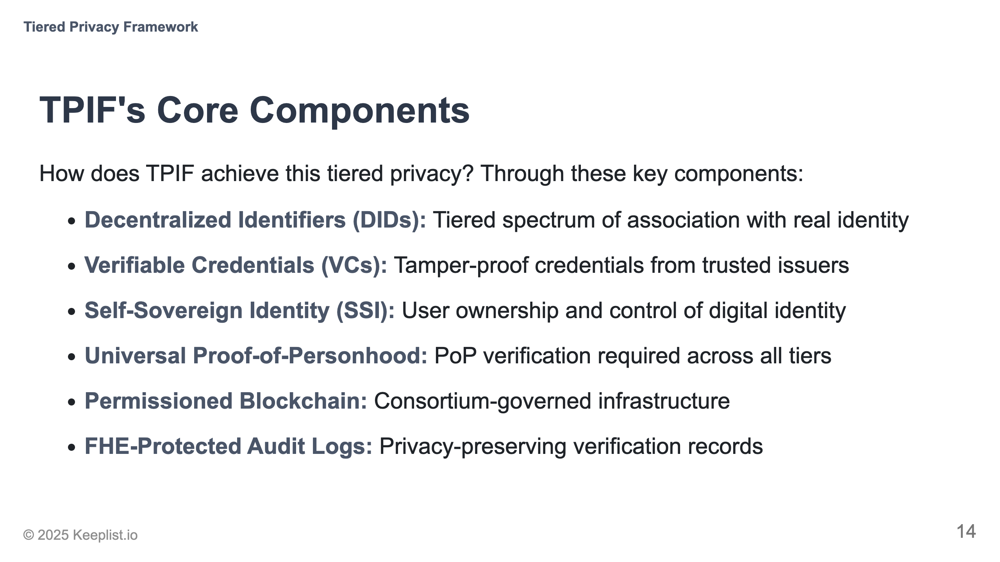 Tiered Privacy Framework
TPIF's Core Components
How does TPIF achieve this tiered privacy? Through these key components:
• Decentralized Identifiers (DIDs): Tiered spectrum of association with real identity
• Verifiable Credentials (VCs): Tamper-proof credentials from trusted issuers
• Self-Sovereign Identity (SSI): User ownership and control of digital identity
• Universal Proof-of-Personhood: PoP verification required across all tiers
• Permissioned Blockchain: Consortium-governed infrastructure
• FHE-Protected Audit Logs: Privacy-preserving verification records
© 2025 Keeplist.io
14